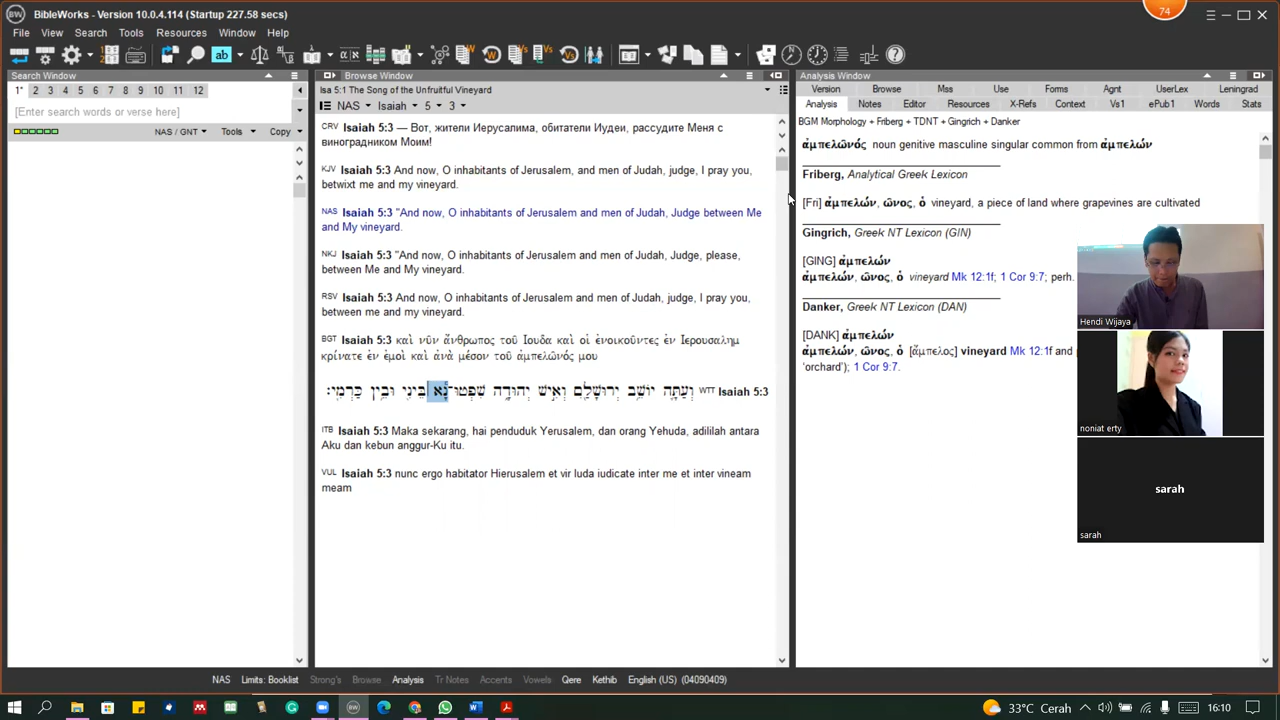 BibleWorks - Version 10.0.4.114 (Startup 227.58 secs)
74
File View Search Tools Resources Window Help
Search Window
1* 2 3 4 5 6 7 8 9 10 11 12
[Enter search words or verse here]
NAS / GNT Tools Copy
Browse Window
Isa 5:1 The Song of the Unfruitful Vineyard
NAS Isaiah 5 3
CRV Isaiah 5:3 — Вот, жители Иерусалима, обитатели Иудеи, рассудите Меня с
виноградником Моим!
KJV Isaiah 5:3 And now, O inhabitants of Jerusalem, and men of Judah, judge, I pray you,
betwixt me and my vineyard.
NAS Isaiah 5:3 "And now, O inhabitants of Jerusalem and men of Judah, Judge between Me
and My vineyard.
NKJ Isaiah 5:3 "And now, O inhabitants of Jerusalem and men of Judah, Judge, please,
between Me and My vineyard.
RSV Isaiah 5:3 And now, O inhabitants of Jerusalem and men of Judah, judge, I pray you,
between me and my vineyard.
BGT Isaiah 5:3 καὶ νῦν ἄνθρωπος τοῦ Ιουδα καὶ οἱ ἐνοικοῦντες ἐν Ιερουσαλημ
κρίνατε ἐν ἐμοὶ καὶ ἀνὰ μέσον τοῦ ἀμπελῶνός μου
WTT Isaiah 5:3 וְעַתָּ֛ה יוֹשֵ֥ב יְרוּשָׁלַ֖͏ִם וְאִ֣ישׁ יְהוּדָ֑ה שִׁפְטוּ־נָ֕א בֵּינִ֖י וּבֵ֥ין כַּרְמִֽי׃
ITB Isaiah 5:3 Maka sekarang, hai penduduk Yerusalem, dan orang Yehuda, adililah antara
Aku dan kebun anggur-Ku itu.
VUL Isaiah 5:3 nunc ergo habitator Hierusalem et vir Iuda iudicate inter me et inter vineam
meam
Analysis Window
Version Browse Mss Use Forms Agnt UserLex Leningrad
Analysis Notes Editor Resources X-Refs Context Vs1 ePub1 Words Stats
BGM Morphology + Friberg + TDNT + Gingrich + Danker
ἀμπελῶνός noun genitive masculine singular common from ἀμπελών
Friberg, Analytical Greek Lexicon
[Fri] ἀμπελών, ῶνος, ὁ vineyard, a piece of land where grapevines are cultivated
Gingrich, Greek NT Lexicon (GIN)
[GING] ἀμπελών
ἀμπελών, ῶνος, ὁ vineyard Mk 12:1f; 1 Cor 9:7; perh.
Danker, Greek NT Lexicon (DAN)
[DANK] ἀμπελών
ἀμπελών, ῶνος, ὁ [ἄμπελος] vineyard Mk 12:1f and
'orchard'); 1 Cor 9:7.
Hendi Wijaya
noniat erty
sarah
sarah
NAS Limits: Booklist Strong's Browse Analysis Tr Notes Accents Vowels Qere Kethib English (US) (04090409)
33°C Cerah
16:10